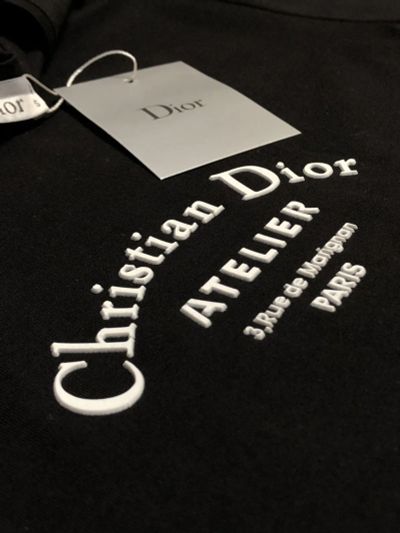 Dior
Dior
S
Christian Dior
ATELIER
3,Rue de Marignan
PARIS